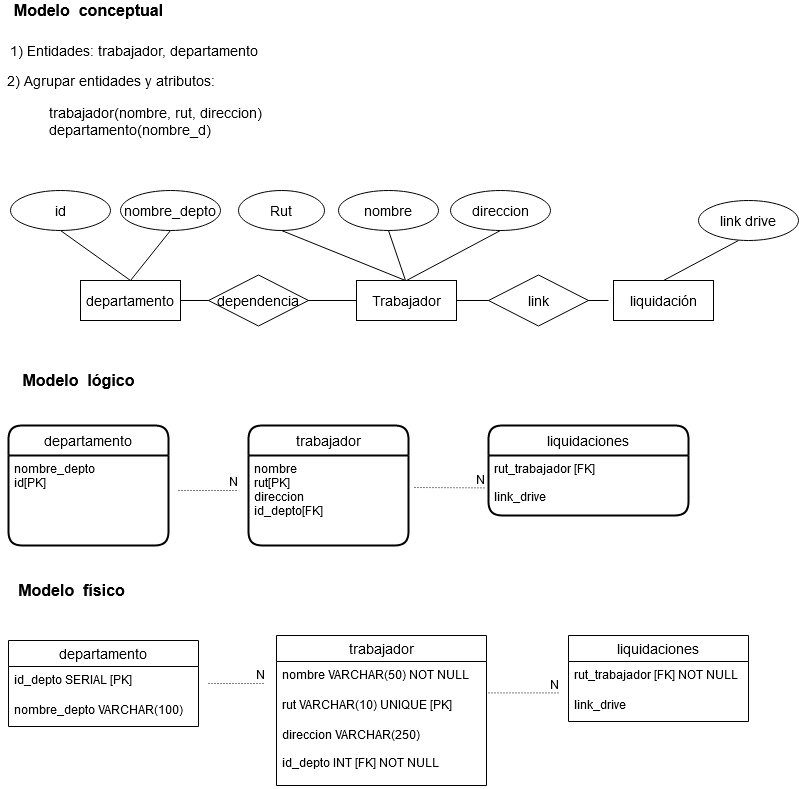 Modelo conceptual
1) Entidades: trabajador, departamento
2) Agrupar entidades y atributos:
trabajador(nombre, rut, direccion)
departamento(nombre_d)
id
nombre_depto
Rut
nombre
direccion
link drive
departamento
dependencia
Trabajador
link
liquidación
Modelo lógico
departamento
nombre_depto
id[PK]
N
trabajador
nombre
rut[PK]
direccion
id_depto[FK]
N
liquidaciones
rut_trabajador [FK]
link_drive
Modelo físico
departamento
id_depto SERIAL [PK]
nombre_depto VARCHAR(100)
N
trabajador
nombre VARCHAR(50) NOT NULL
rut VARCHAR(10) UNIQUE [PK]
direccion VARCHAR(250)
id_depto INT [FK] NOT NULL
N
liquidaciones
rut_trabajador [FK] NOT NULL
link_drive